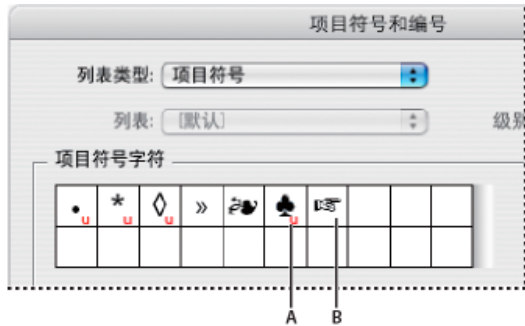 项目符号和编号
列表类型: 项目符号
列表: [默认] 级别
项目符号字符
• u * u ◊ u » ❧ ♣ u ☞
A B